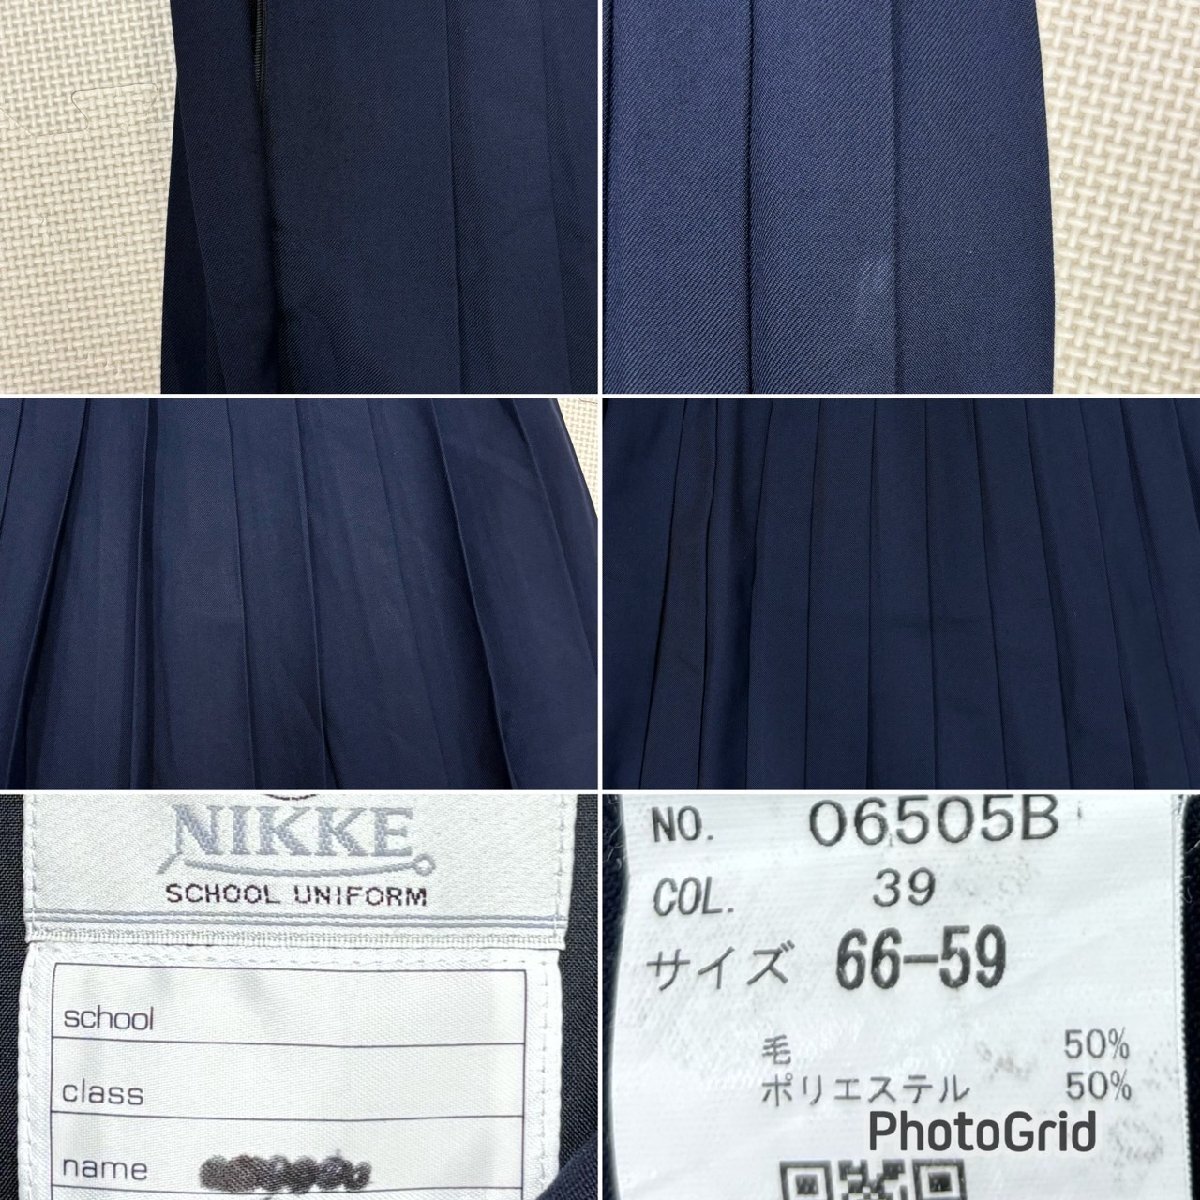 NIKKE
SCHOOL UNIFORM
school
class
name
NO. 06505B
COL. 39
サイズ 66-59
毛 50%
ポリエステル 50%
PhotoGrid